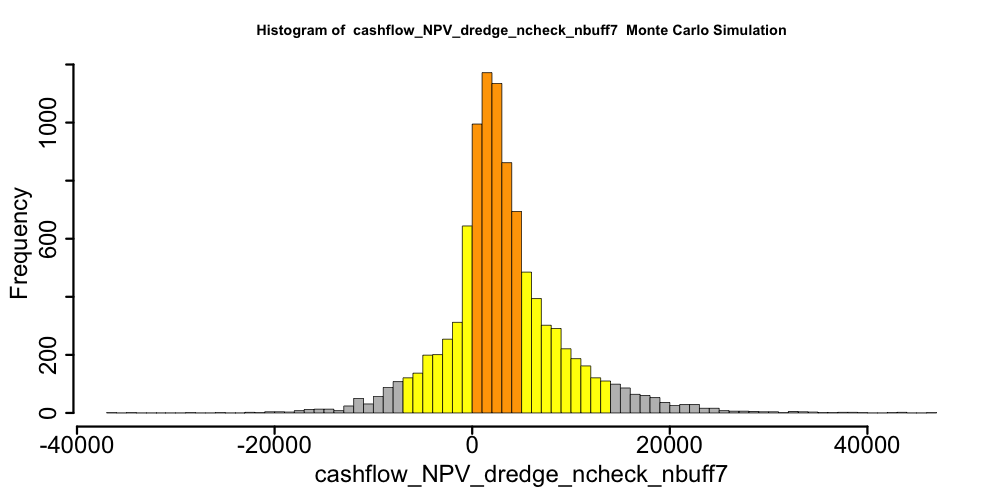 Histogram of  cashflow_NPV_dredge_ncheck_nbuff7  Monte Carlo Simulation
Frequency
1000
600
200
0
-40000 -20000 0 20000 40000
cashflow_NPV_dredge_ncheck_nbuff7